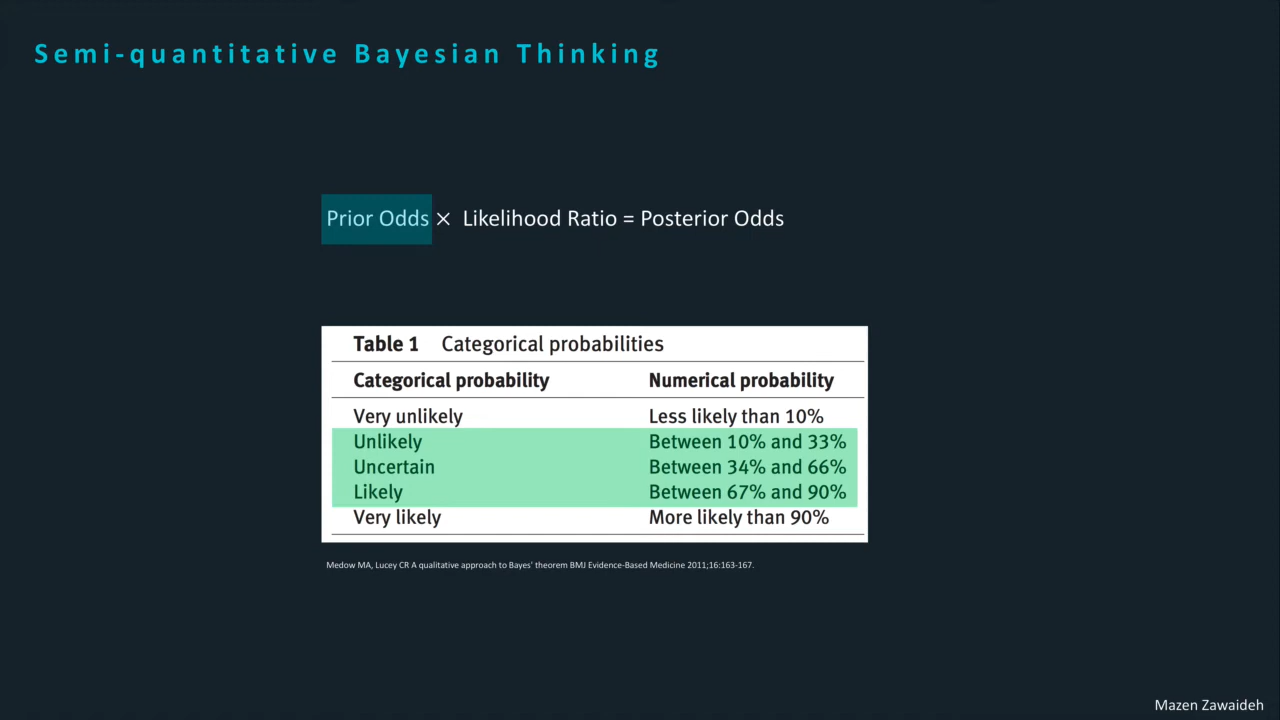 Semi-quantitative Bayesian Thinking
Prior Odds × Likelihood Ratio = Posterior Odds
Table 1 Categorical probabilities
Categorical probability Numerical probability
Very unlikely Less likely than 10%
Unlikely Between 10% and 33%
Uncertain Between 34% and 66%
Likely Between 67% and 90%
Very likely More likely than 90%
Medow MA, Lucey CR A qualitative approach to Bayes' theorem BMJ Evidence-Based Medicine 2011;16:163-167.
Mazen Zawaideh